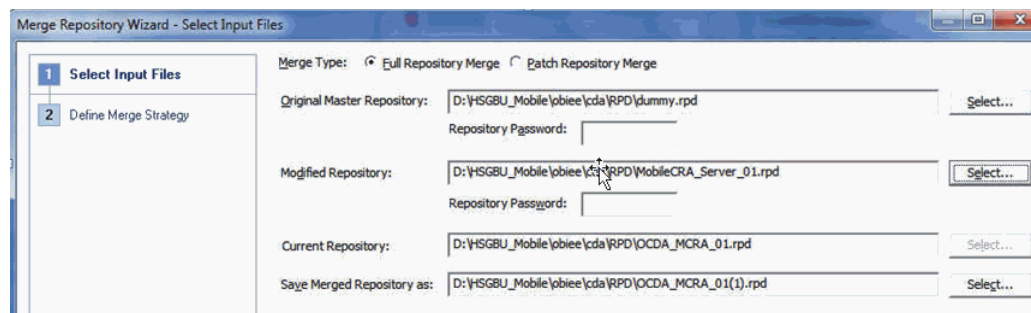 Merge Repository Wizard - Select Input Files
1 Select Input Files
2 Define Merge Strategy
Merge Type: Full Repository Merge Patch Repository Merge
Original Master Repository: D:\HSGBU_Mobile\obiee\cda\RPD\dummy.rpd Select...
Repository Password:
Modified Repository: D:\HSGBU_Mobile\obiee\cda\RPD\MobileCRA_Server_01.rpd Select...
Repository Password:
Current Repository: D:\HSGBU_Mobile\obiee\cda\RPD\OCDA_MCRA_01.rpd Select...
Save Merged Repository as: D:\HSGBU_Mobile\obiee\cda\RPD\OCDA_MCRA_01(1).rpd Select...